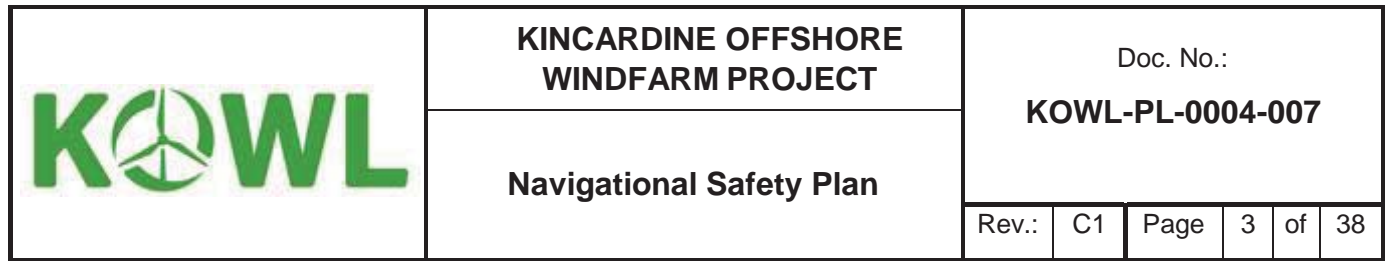 KOWL
KINCARDINE OFFSHORE
WINDFARM PROJECT
Navigational Safety Plan
Doc. No.:
KOWL-PL-0004-007
Rev.: C1 Page 3 of 38